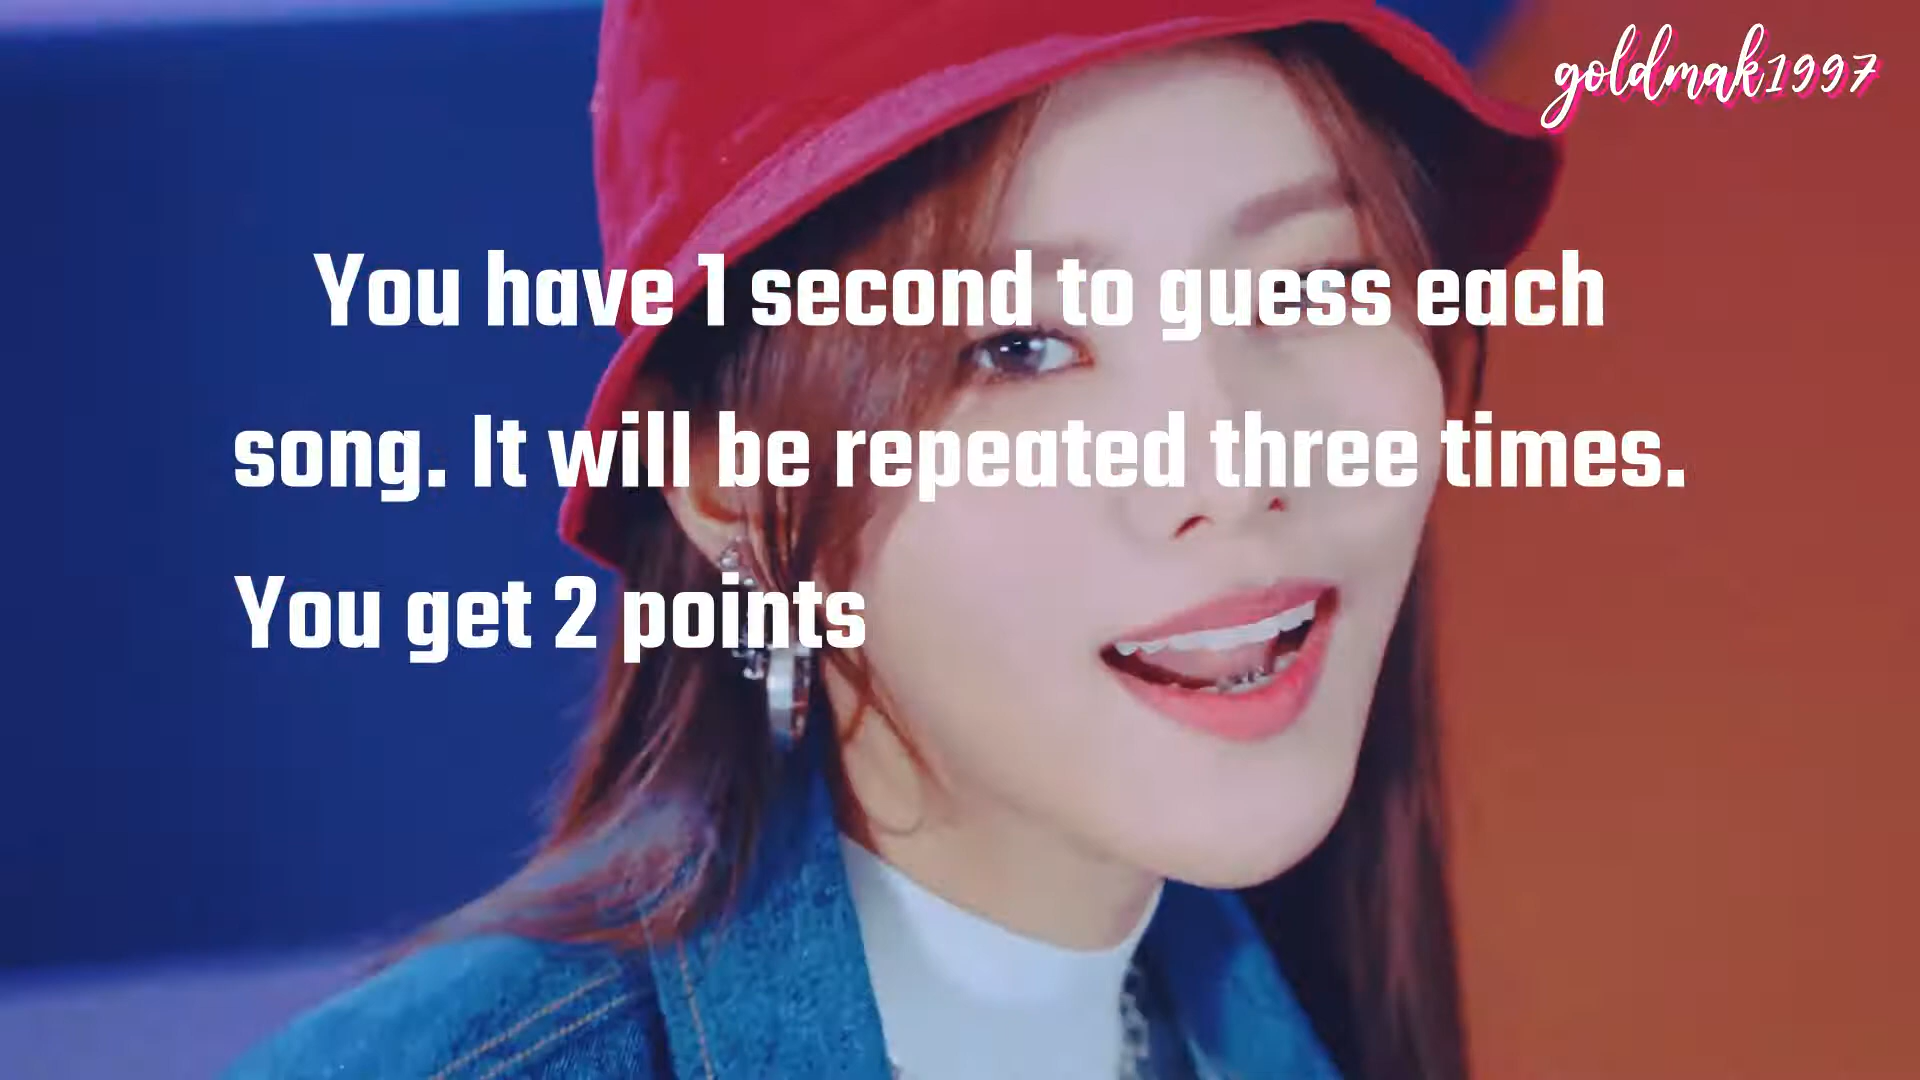 goldmak1997
You have 1 second to guess each
song. It will be repeated three times.
You get 2 points